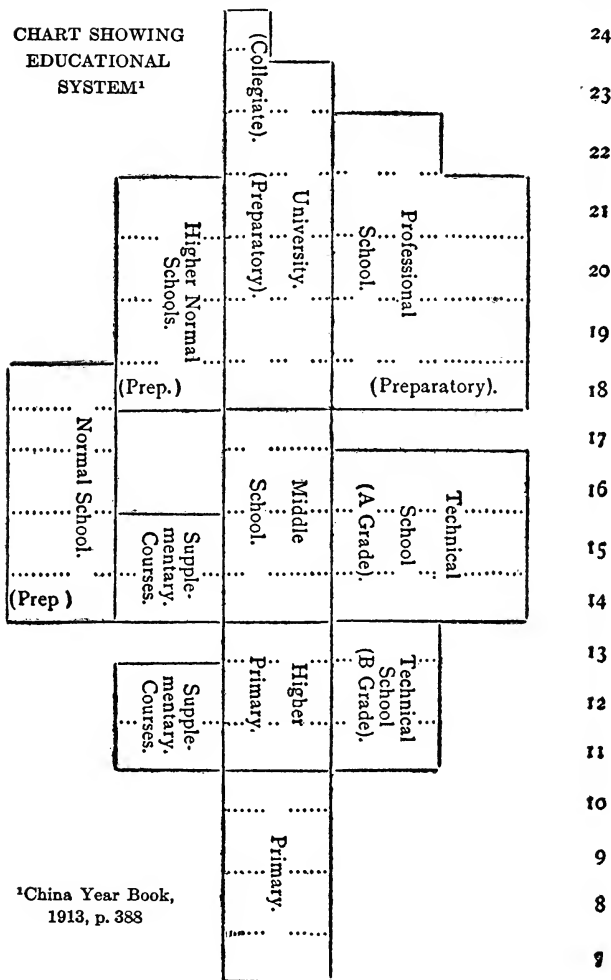 CHART SHOWING
EDUCATIONAL
SYSTEM¹
24
23
22
21
20
19
18
17
16
15
14
13
12
11
10
9
8
(Collegiate).
(Preparatory).
University.
Professional
School.
(Preparatory).
Higher Normal
Schools.
(Prep.)
Normal School.
(Prep )
Supple-
mentary.
Courses.
Middle
School.
Technical
School
(A Grade).
Supple-
mentary.
Courses.
Higher
Primary.
Technical
School
(B Grade).
Primary.
¹China Year Book,
1913, p. 388